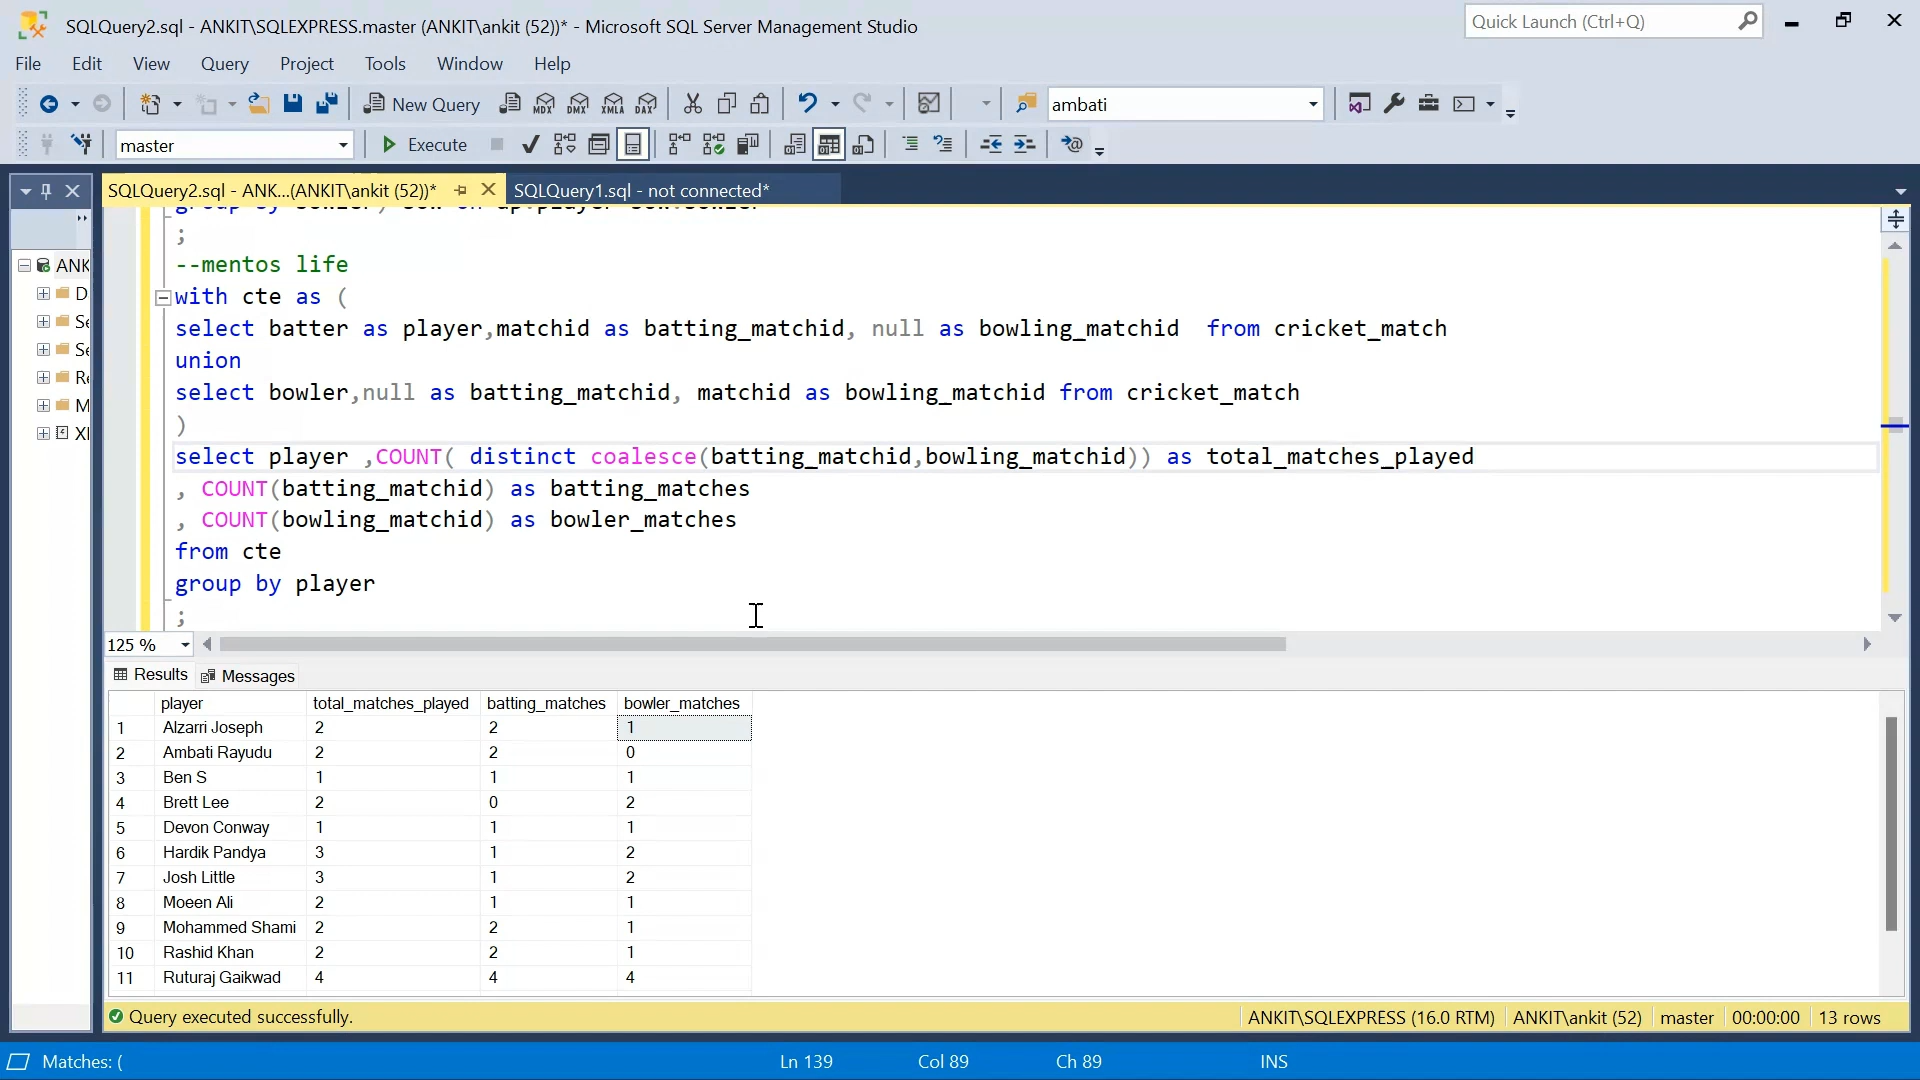 SQLQuery2.sql - ANKIT\SQLEXPRESS.master (ANKIT\ankit (52))* - Microsoft SQL Server Management Studio
Quick Launch (Ctrl+Q)
File Edit View Query Project Tools Window Help
New Query MDX DMX XMLA DAX ambati
master Execute
SQLQuery2.sql - ANK...(ANKIT\ankit (52))* SQLQuery1.sql - not connected*
ANK
D
Se
Se
Re
M
XI
;
--mentos life
with cte as (
select batter as player,matchid as batting_matchid, null as bowling_matchid  from cricket_match
union
select bowler,null as batting_matchid, matchid as bowling_matchid from cricket_match
)
select player ,COUNT( distinct coalesce(batting_matchid,bowling_matchid)) as total_matches_played
, COUNT(batting_matchid) as batting_matches
, COUNT(bowling_matchid) as bowler_matches
from cte
group by player
;
125 %
Results Messages
player total_matches_played batting_matches bowler_matches
1 Alzarri Joseph 2 2 1
2 Ambati Rayudu 2 2 0
3 Ben S 1 1 1
4 Brett Lee 2 0 2
5 Devon Conway 1 1 1
6 Hardik Pandya 3 1 2
7 Josh Little 3 1 2
8 Moeen Ali 2 1 1
9 Mohammed Shami 2 2 1
10 Rashid Khan 2 2 1
11 Ruturaj Gaikwad 4 4 4
Query executed successfully. ANKIT\SQLEXPRESS (16.0 RTM) ANKIT\ankit (52) master 00:00:00 13 rows
Matches: ( Ln 139 Col 89 Ch 89 INS